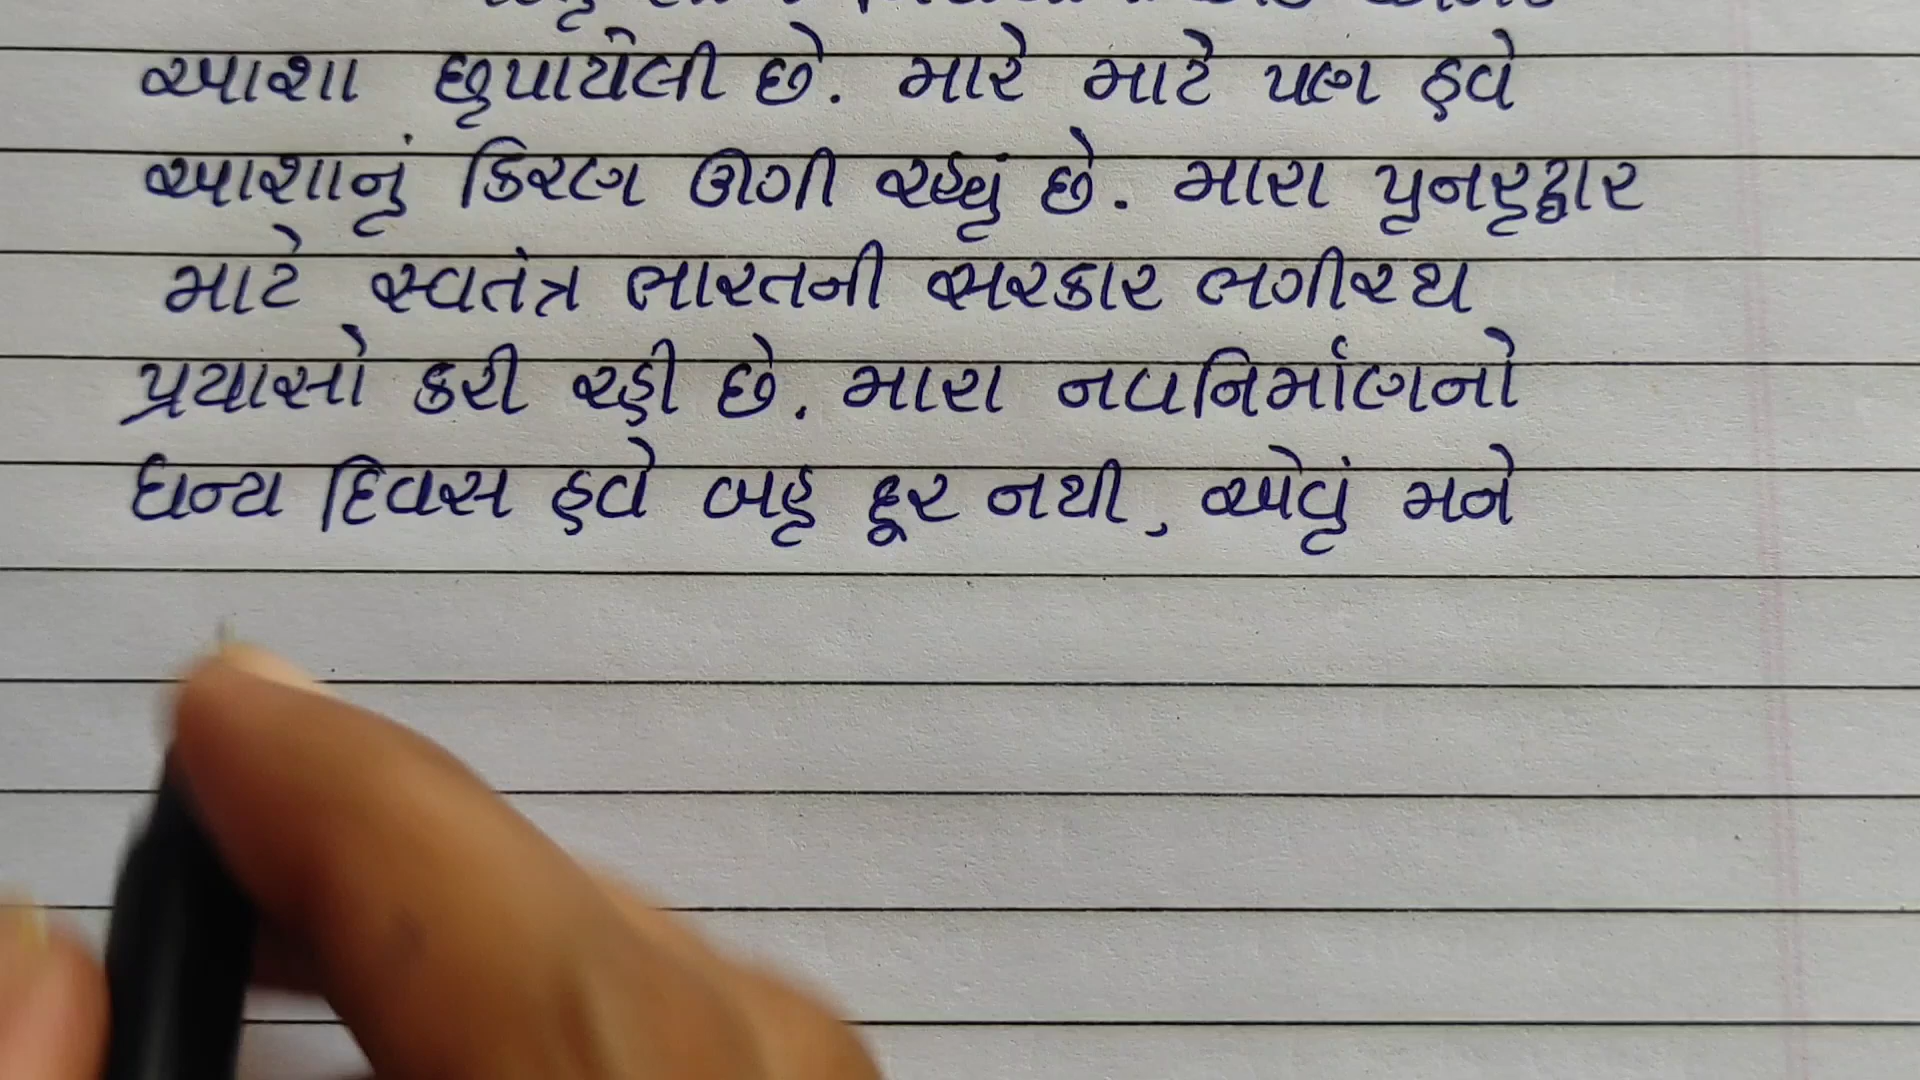 આશા છુપાયેલી છે. મારે માટે પણ હવે
આશાનું કિરણ ઊગી રહ્યું છે. મારા પુનરુદ્ધાર
માટે સ્વતંત્ર ભારતની સરકાર ભગીરથ
પ્રયાસો કરી રહી છે. મારા નવનિર્માણનો
ધન્ય દિવસ હવે બહુ દૂર નથી, એવું મને